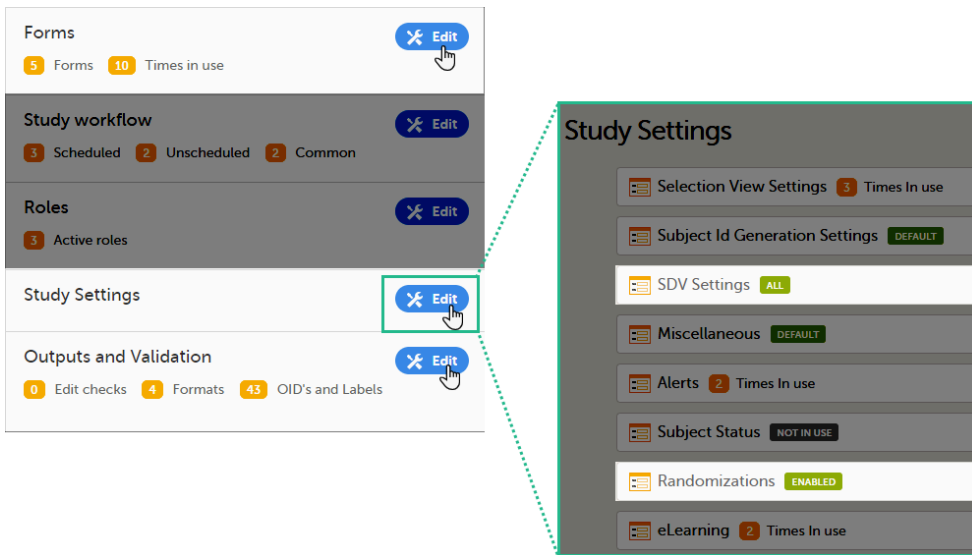 Forms
Edit
5 Forms 10 Times in use
Study workflow
Edit
3 Scheduled 2 Unscheduled 2 Common
Roles
Edit
3 Active roles
Study Settings
Edit
Outputs and Validation
Edit
0 Edit checks 4 Formats 43 OID's and Labels
Study Settings
Selection View Settings 3 Times In use
Subject Id Generation Settings DEFAULT
SDV Settings ALL
Miscellaneous DEFAULT
Alerts 2 Times In use
Subject Status NOT IN USE
Randomizations ENABLED
eLearning 2 Times In use